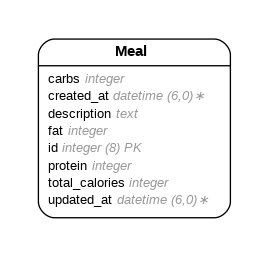 Meal
carbs integer
created_at datetime (6,0)∗
description text
fat integer
id integer (8) PK
protein integer
total_calories integer
updated_at datetime (6,0)∗